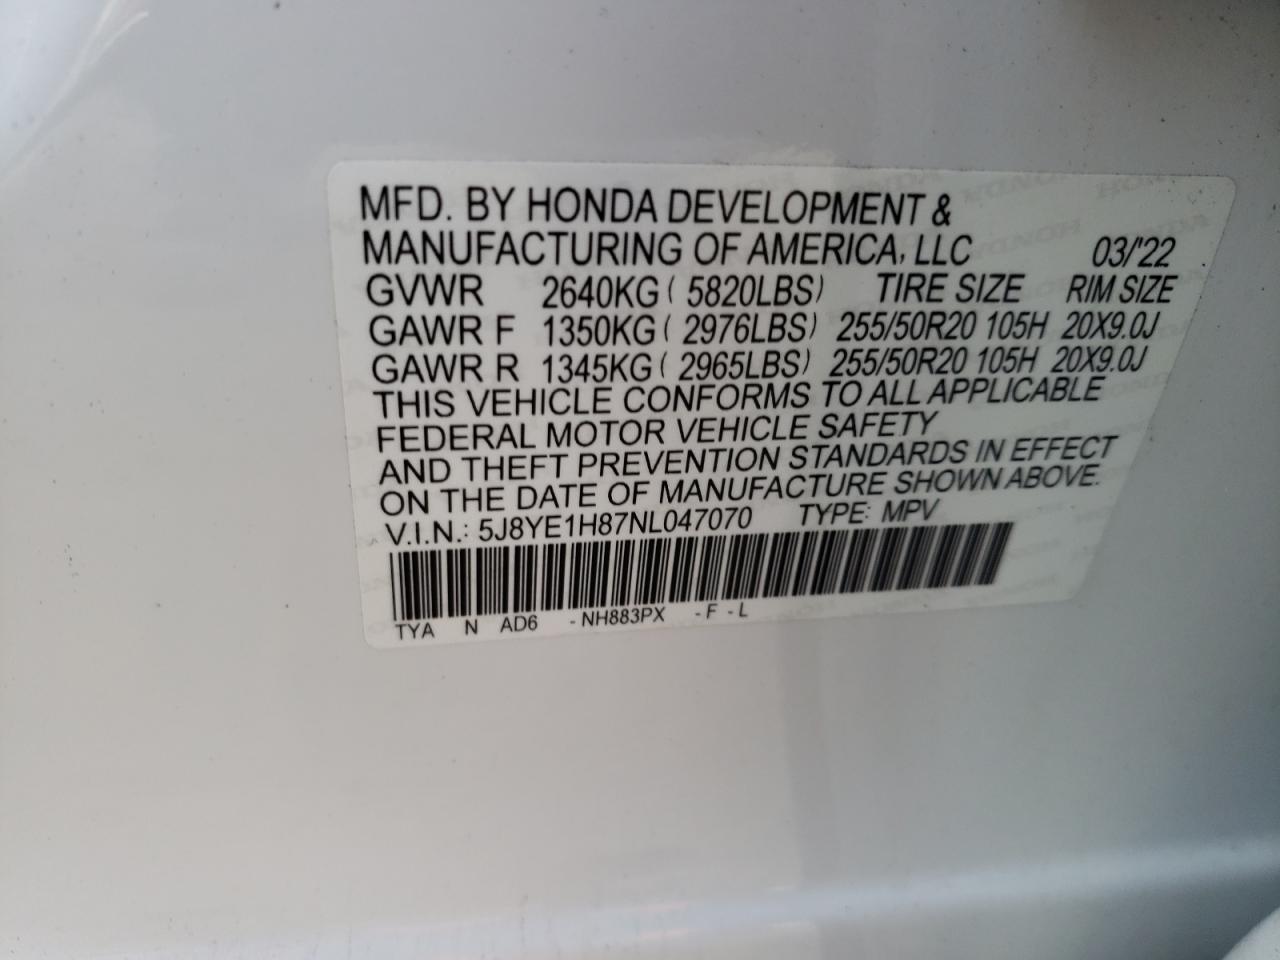 MFD. BY HONDA DEVELOPMENT &
MANUFACTURING OF AMERICA, LLC 03/'22
GVWR 2640KG ( 5820LBS) TIRE SIZE RIM SIZE
GAWR F 1350KG ( 2976LBS) 255/50R20 105H 20X9.0J
GAWR R 1345KG ( 2965LBS) 255/50R20 105H 20X9.0J
THIS VEHICLE CONFORMS TO ALL APPLICABLE
FEDERAL MOTOR VEHICLE SAFETY
AND THEFT PREVENTION STANDARDS IN EFFECT
ON THE DATE OF MANUFACTURE SHOWN ABOVE.
V.I.N.: 5J8YE1H87NL047070 TYPE: MPV
TYA N AD6 - NH883PX - F - L